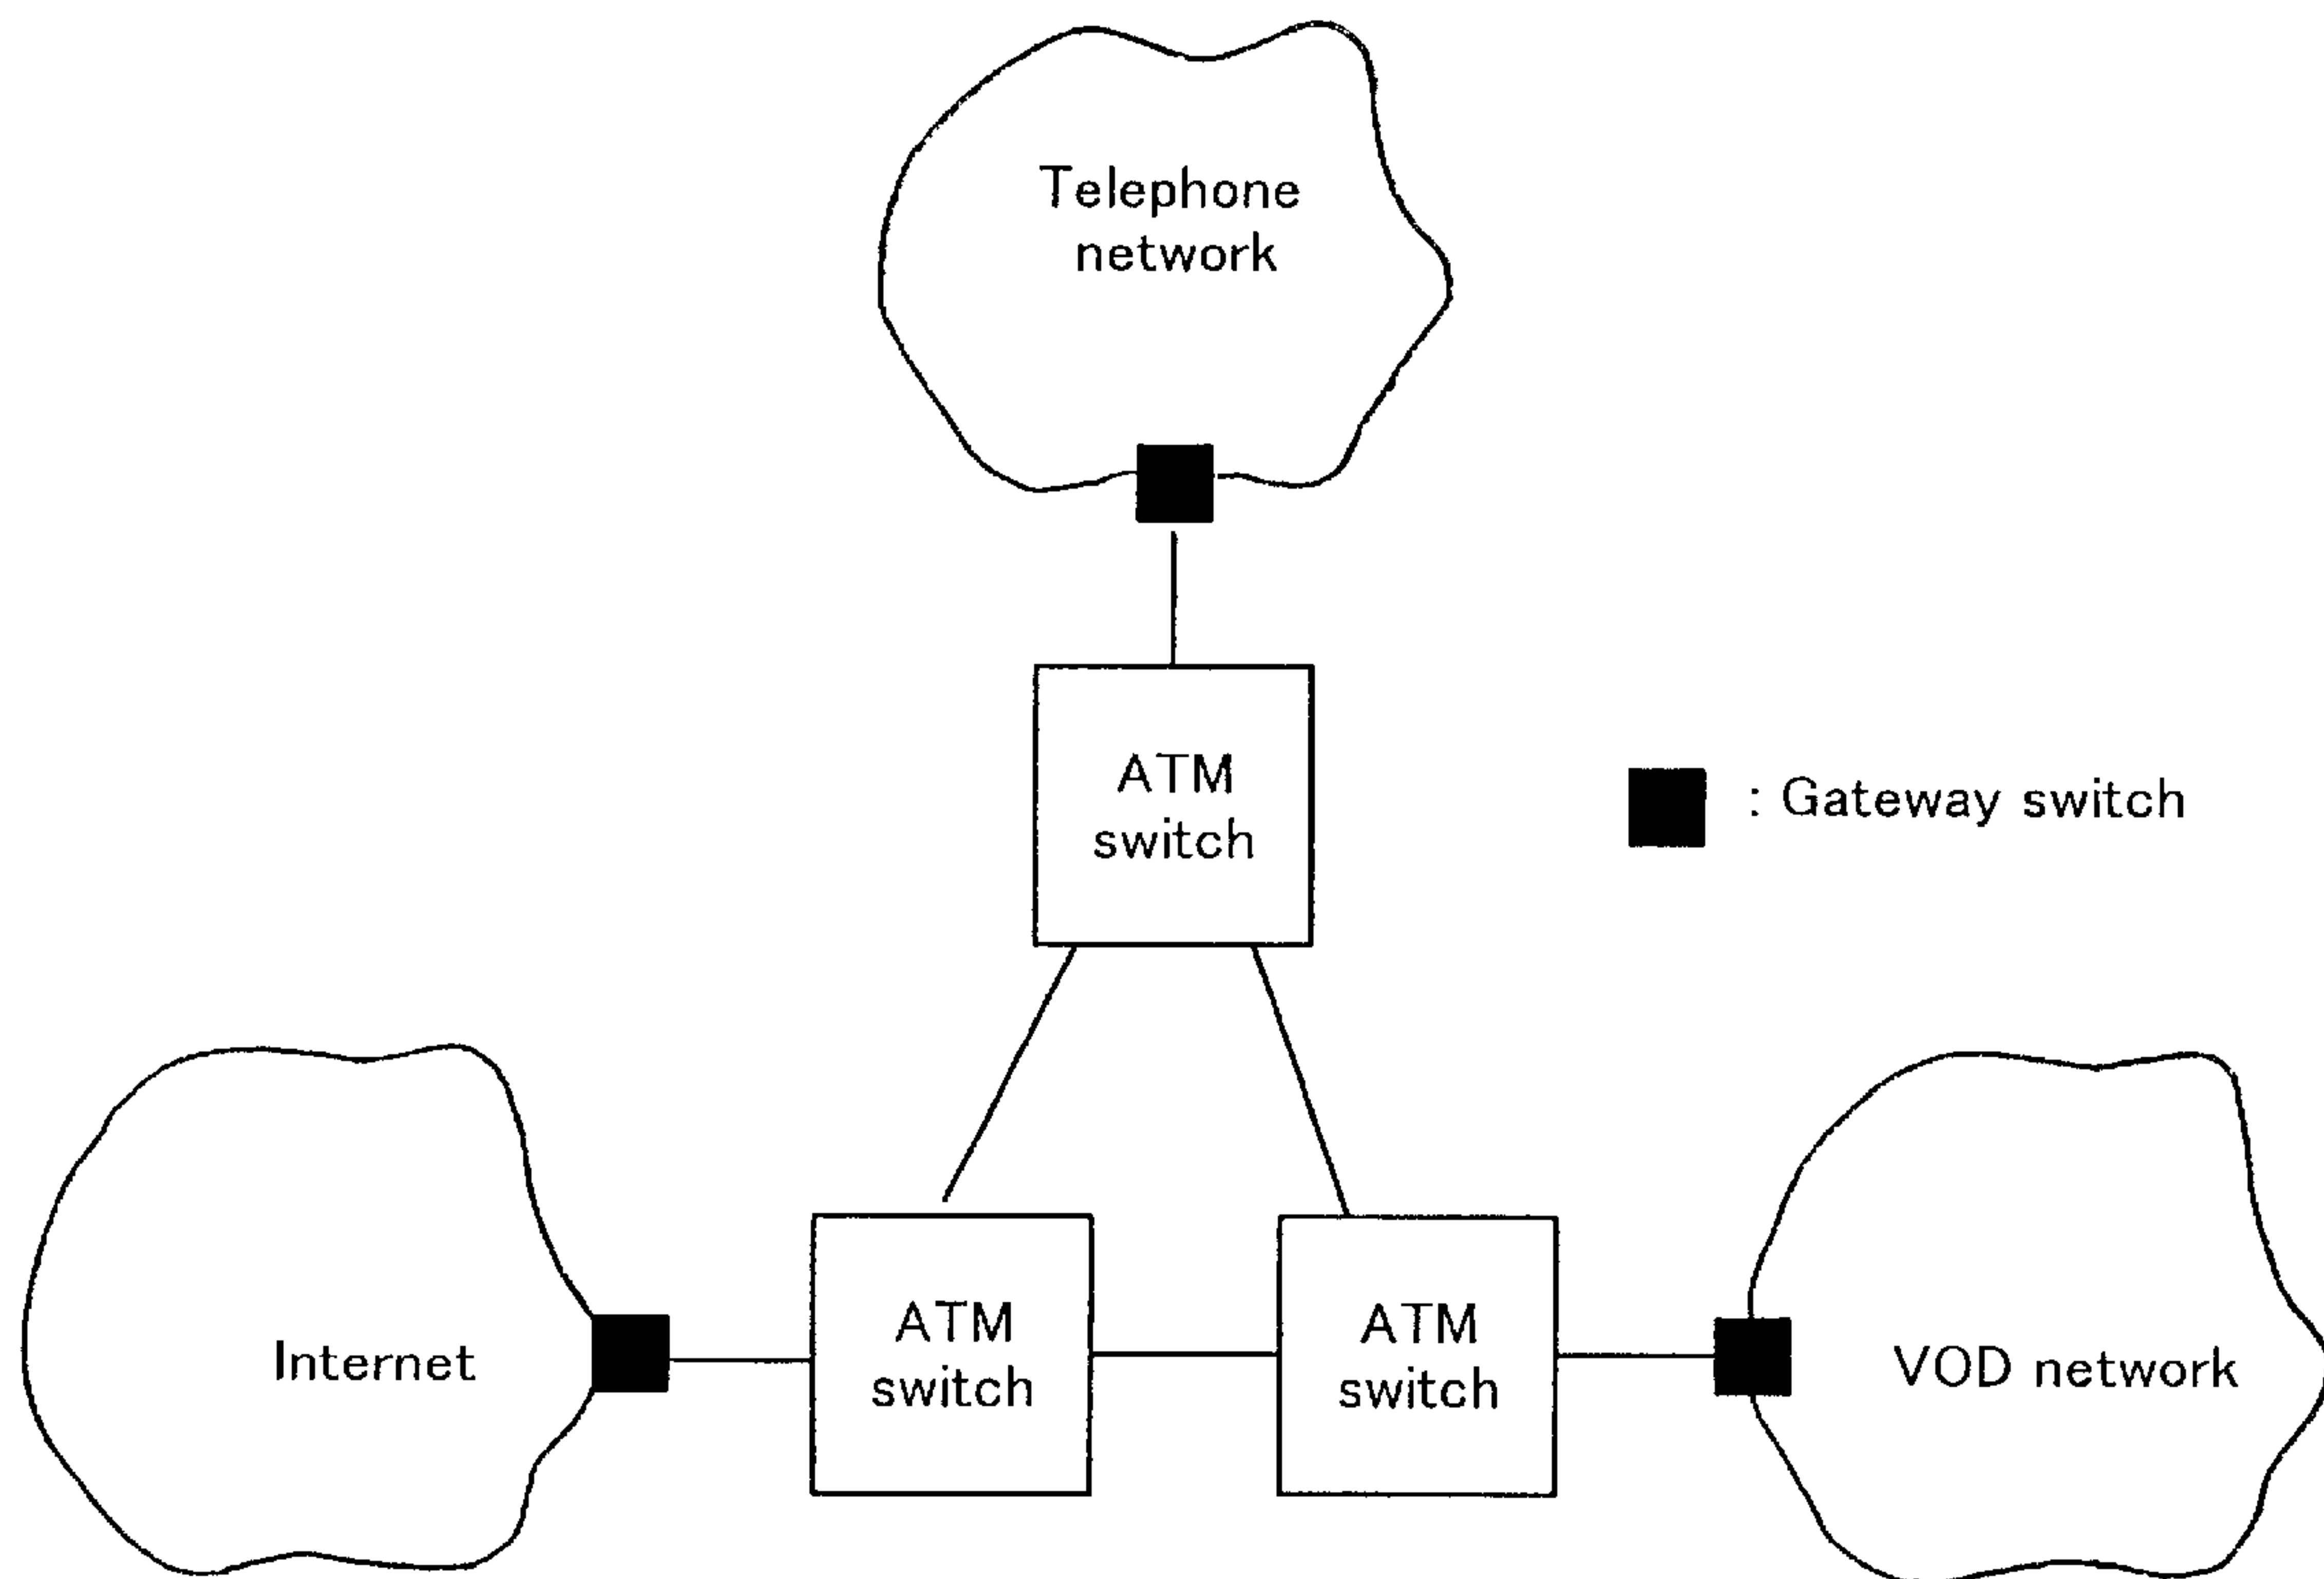 Telephone
network
ATM
switch
: Gateway switch
Internet
ATM
switch
ATM
switch
VOD network